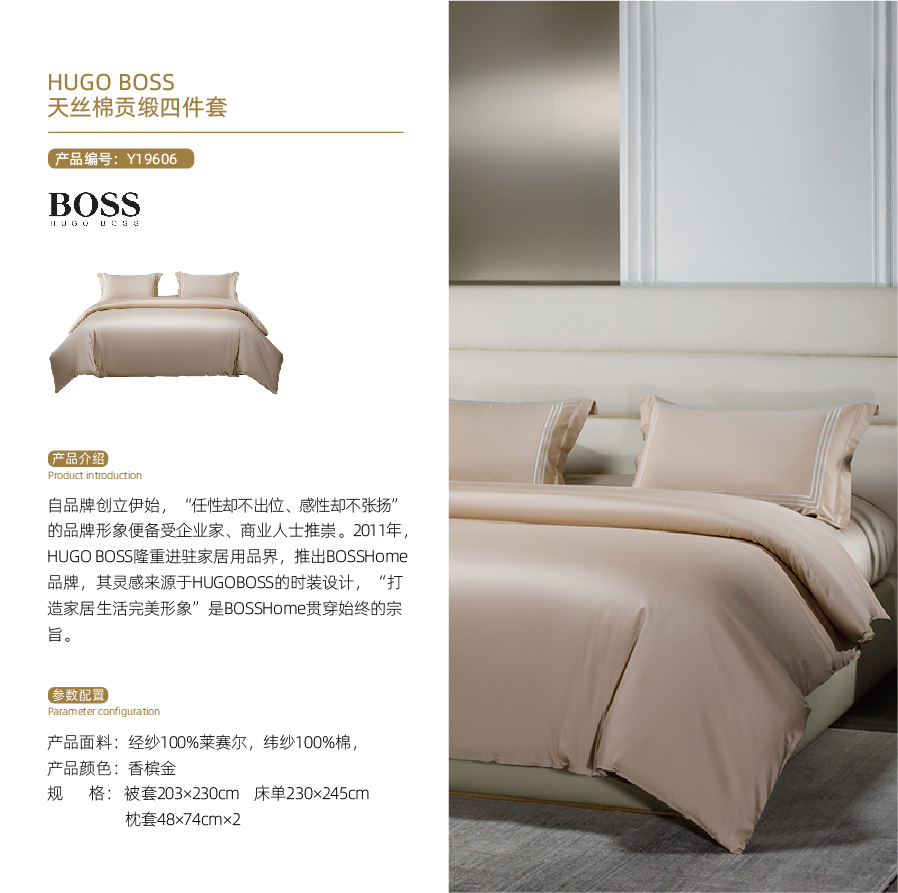 HUGO BOSS
天丝棉贡缎四件套
产品编号：Y19606
BOSS
HUGO BOSS
产品介绍
Product introduction
自品牌创立伊始，“任性却不出位、感性却不张扬”
的品牌形象便备受企业家、商业人士推崇。2011年，
HUGO BOSS隆重进驻家居用品界，推出BOSSHome
品牌，其灵感来源于HUGOBOSS的时装设计，“打
造家居生活完美形象”是BOSSHome贯穿始终的宗
旨。
参数配置
Parameter configuration
产品面料：经纱100%莱赛尔，纬纱100%棉，
产品颜色：香槟金
规　格：被套203×230cm 床单230×245cm
枕套48×74cm×2